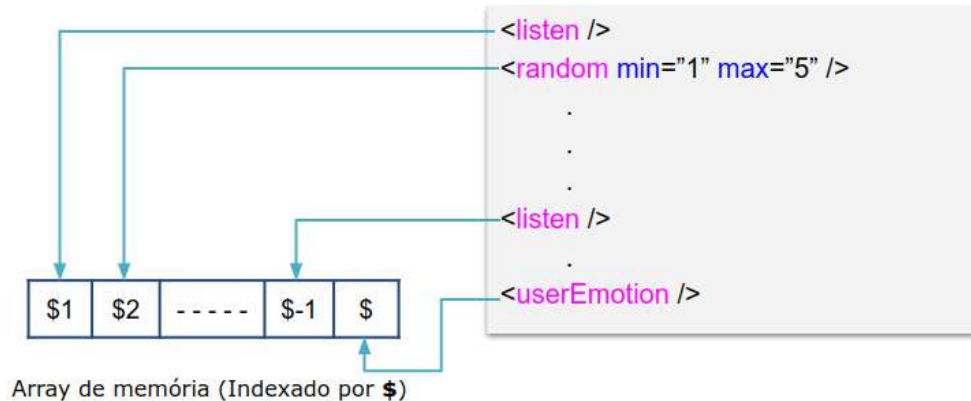 <listen />
<random min=”1” max=”5” />
.
.
.
<listen />
.
<userEmotion />
$1 $2 - - - - - $-1 $
Array de memória (Indexado por $)